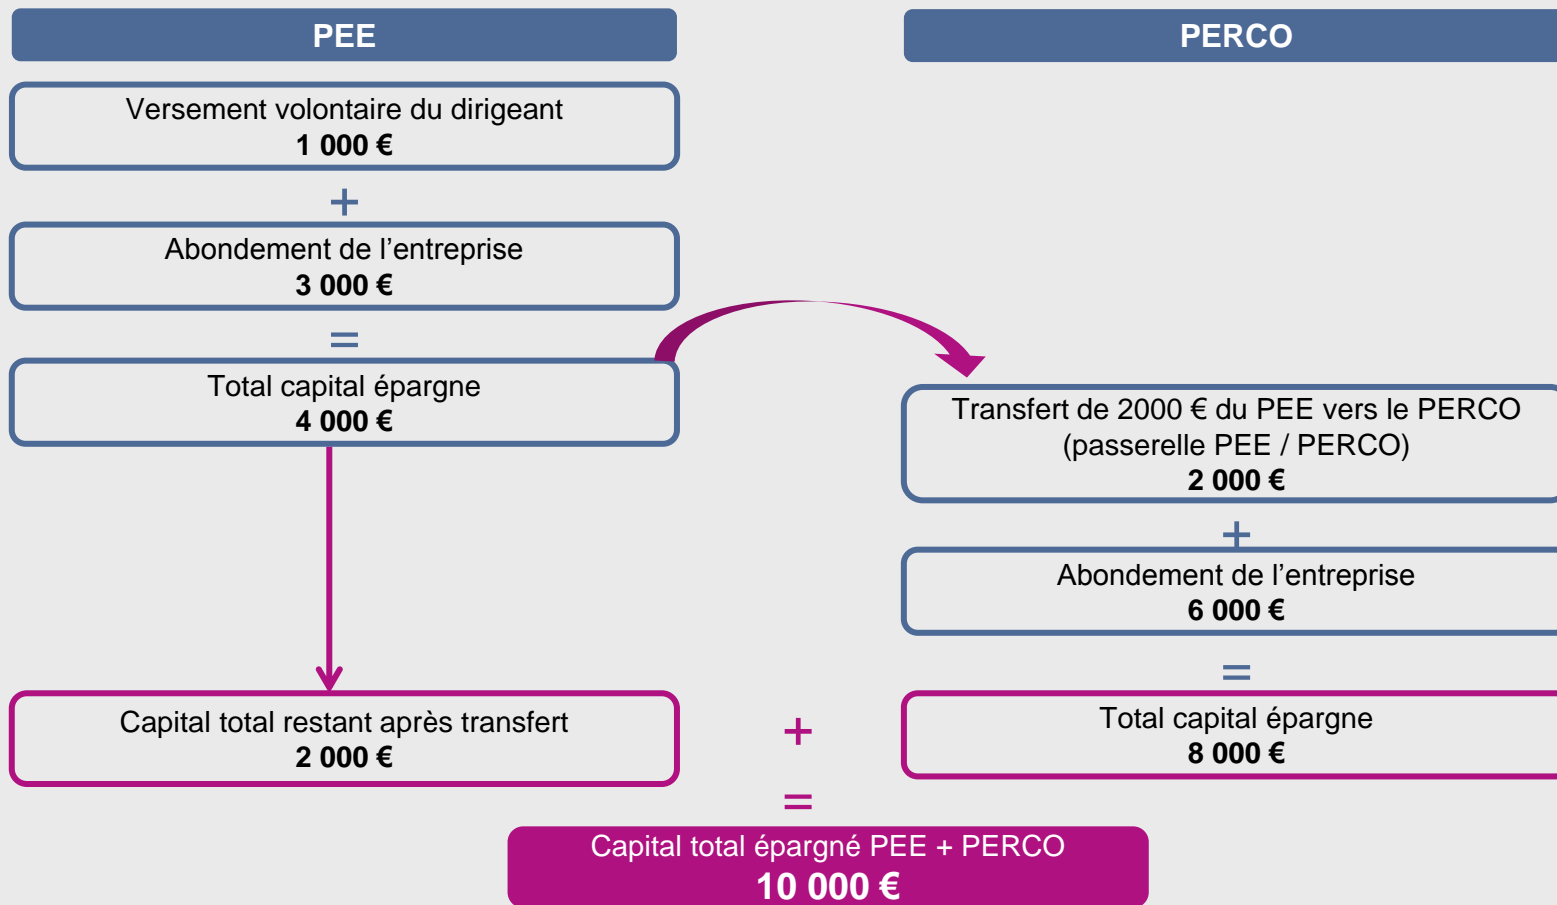 PEE
Versement volontaire du dirigeant
1 000 €
+
Abondement de l’entreprise
3 000 €
=
Total capital épargne
4 000 €
Capital total restant après transfert
2 000 €
PERCO
Transfert de 2000 € du PEE vers le PERCO
(passerelle PEE / PERCO)
2 000 €
+
Abondement de l’entreprise
6 000 €
=
Total capital épargne
8 000 €
+
=
Capital total épargné PEE + PERCO
10 000 €